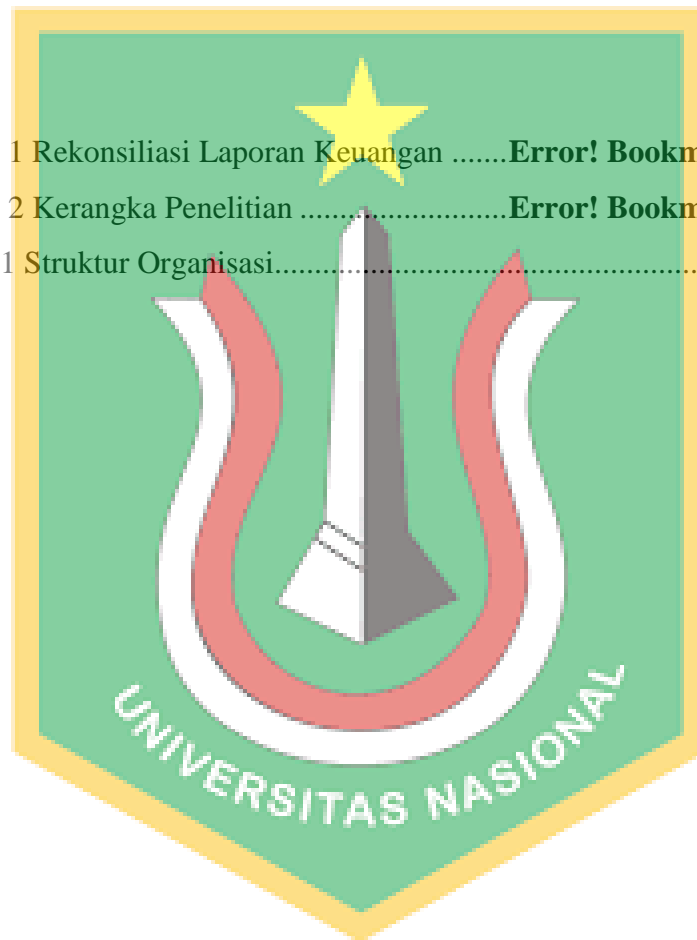 1 Rekonsiliasi Laporan Keuangan .......Error! Bookm
2 Kerangka Penelitian ..........................Error! Bookm
1 Struktur Organisasi.....................................................
UNIVERSITAS NASIONAL